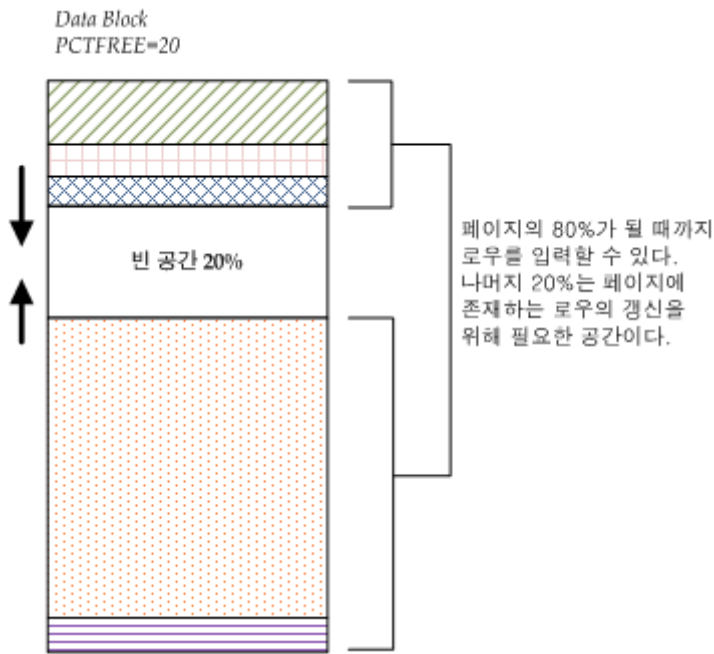 Data Block
PCTFREE=20
빈 공간 20%
페이지의 80%가 될 때까지
로우를 입력할 수 있다.
나머지 20%는 페이지에
존재하는 로우의 갱신을
위해 필요한 공간이다.